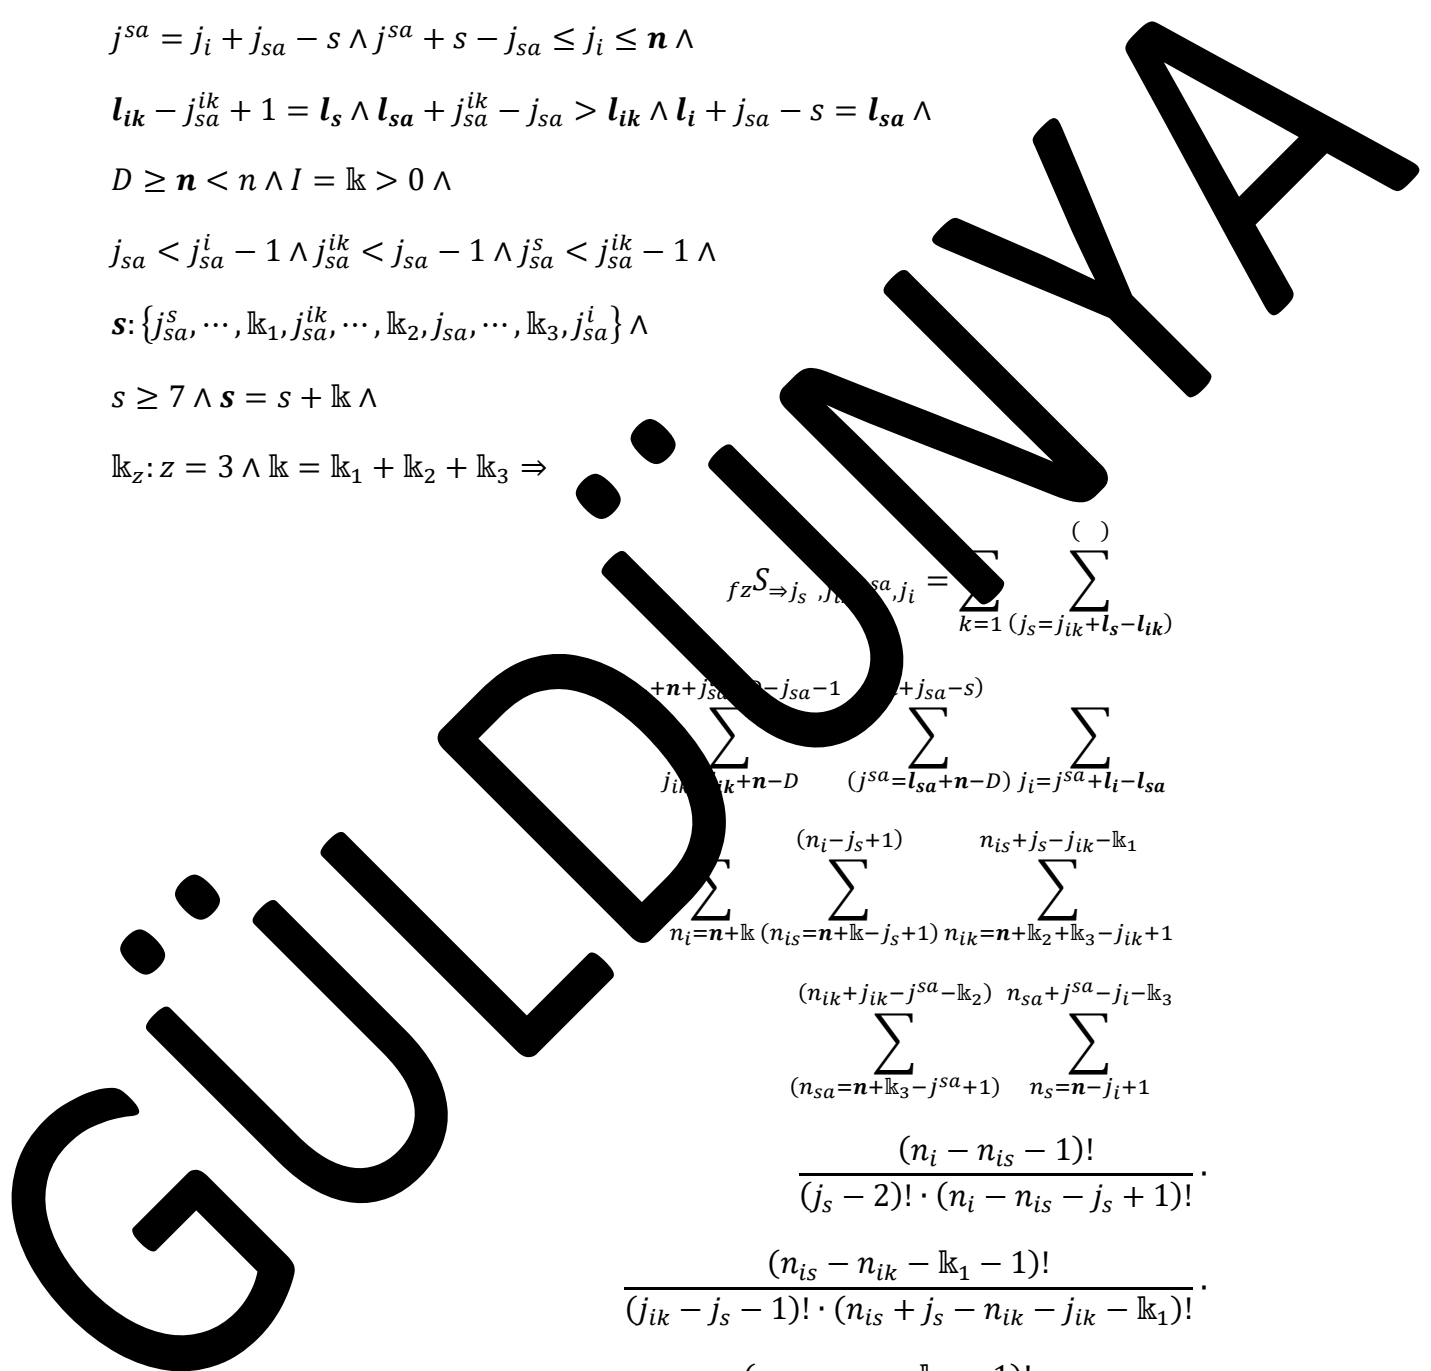 j^{sa} = j_i + j_{sa} − s ∧ j^{sa} + s − j_{sa} ≤ j_i ≤ 𝒏 ∧
𝒍_{ik} − j_{sa}^{ik} + 1 = 𝒍_s ∧ 𝒍_{sa} + j_{sa}^{ik} − j_{sa} > 𝒍_{ik} ∧ 𝒍_i + j_{sa} − s = 𝒍_{sa} ∧
D ≥ 𝒏 < n ∧ I = 𝕜 > 0 ∧
j_{sa} < j_{sa}^i − 1 ∧ j_{sa}^{ik} < j_{sa} − 1 ∧ j_{sa}^s < j_{sa}^{ik} − 1 ∧
𝒔: {j_{sa}^s, ⋯ , 𝕜_1, j_{sa}^{ik}, ⋯ , 𝕜_2, j_{sa}, ⋯ , 𝕜_3, j_{sa}^i} ∧
s ≥ 7 ∧ 𝒔 = s + 𝕜 ∧
𝕜_z: z = 3 ∧ 𝕜 = 𝕜_1 + 𝕜_2 + 𝕜_3 ⇒
( )
_{fz}S_{⇒j_s ,} ^{sa},_{j_i} = ∑ ∑
k=1 (j_s=j_{ik}+𝒍_s−𝒍_{ik})
+𝒏+ −j_{sa}−1 +j_{sa}−s)
∑ ∑ ∑
+𝒏−D (j^{sa}=𝒍_{sa}+𝒏−D) j_i=j^{sa}+𝒍_i−𝒍_{sa}
(n_i−j_s+1) n_{is}+j_s−j_{ik}−𝕜_1
∑ ∑ ∑
n_i=𝒏+𝕜 (n_{is}=𝒏+𝕜−j_s+1) n_{ik}=𝒏+𝕜_2+𝕜_3−j_{ik}+1
(n_{ik}+j_{ik}−j^{sa}−𝕜_2) n_{sa}+j^{sa}−j_i−𝕜_3
∑ ∑
(n_{sa}=𝒏+𝕜_3−j^{sa}+1) n_s=𝒏−j_i+1
(n_i − n_{is} − 1)!
(j_s − 2)! · (n_i − n_{is} − j_s + 1)! ·
(n_{is} − n_{ik} − 𝕜_1 − 1)!
(j_{ik} − j_s − 1)! · (n_{is} + j_s − n_{ik} − j_{ik} − 𝕜_1)! ·
GÜLDÜNYA